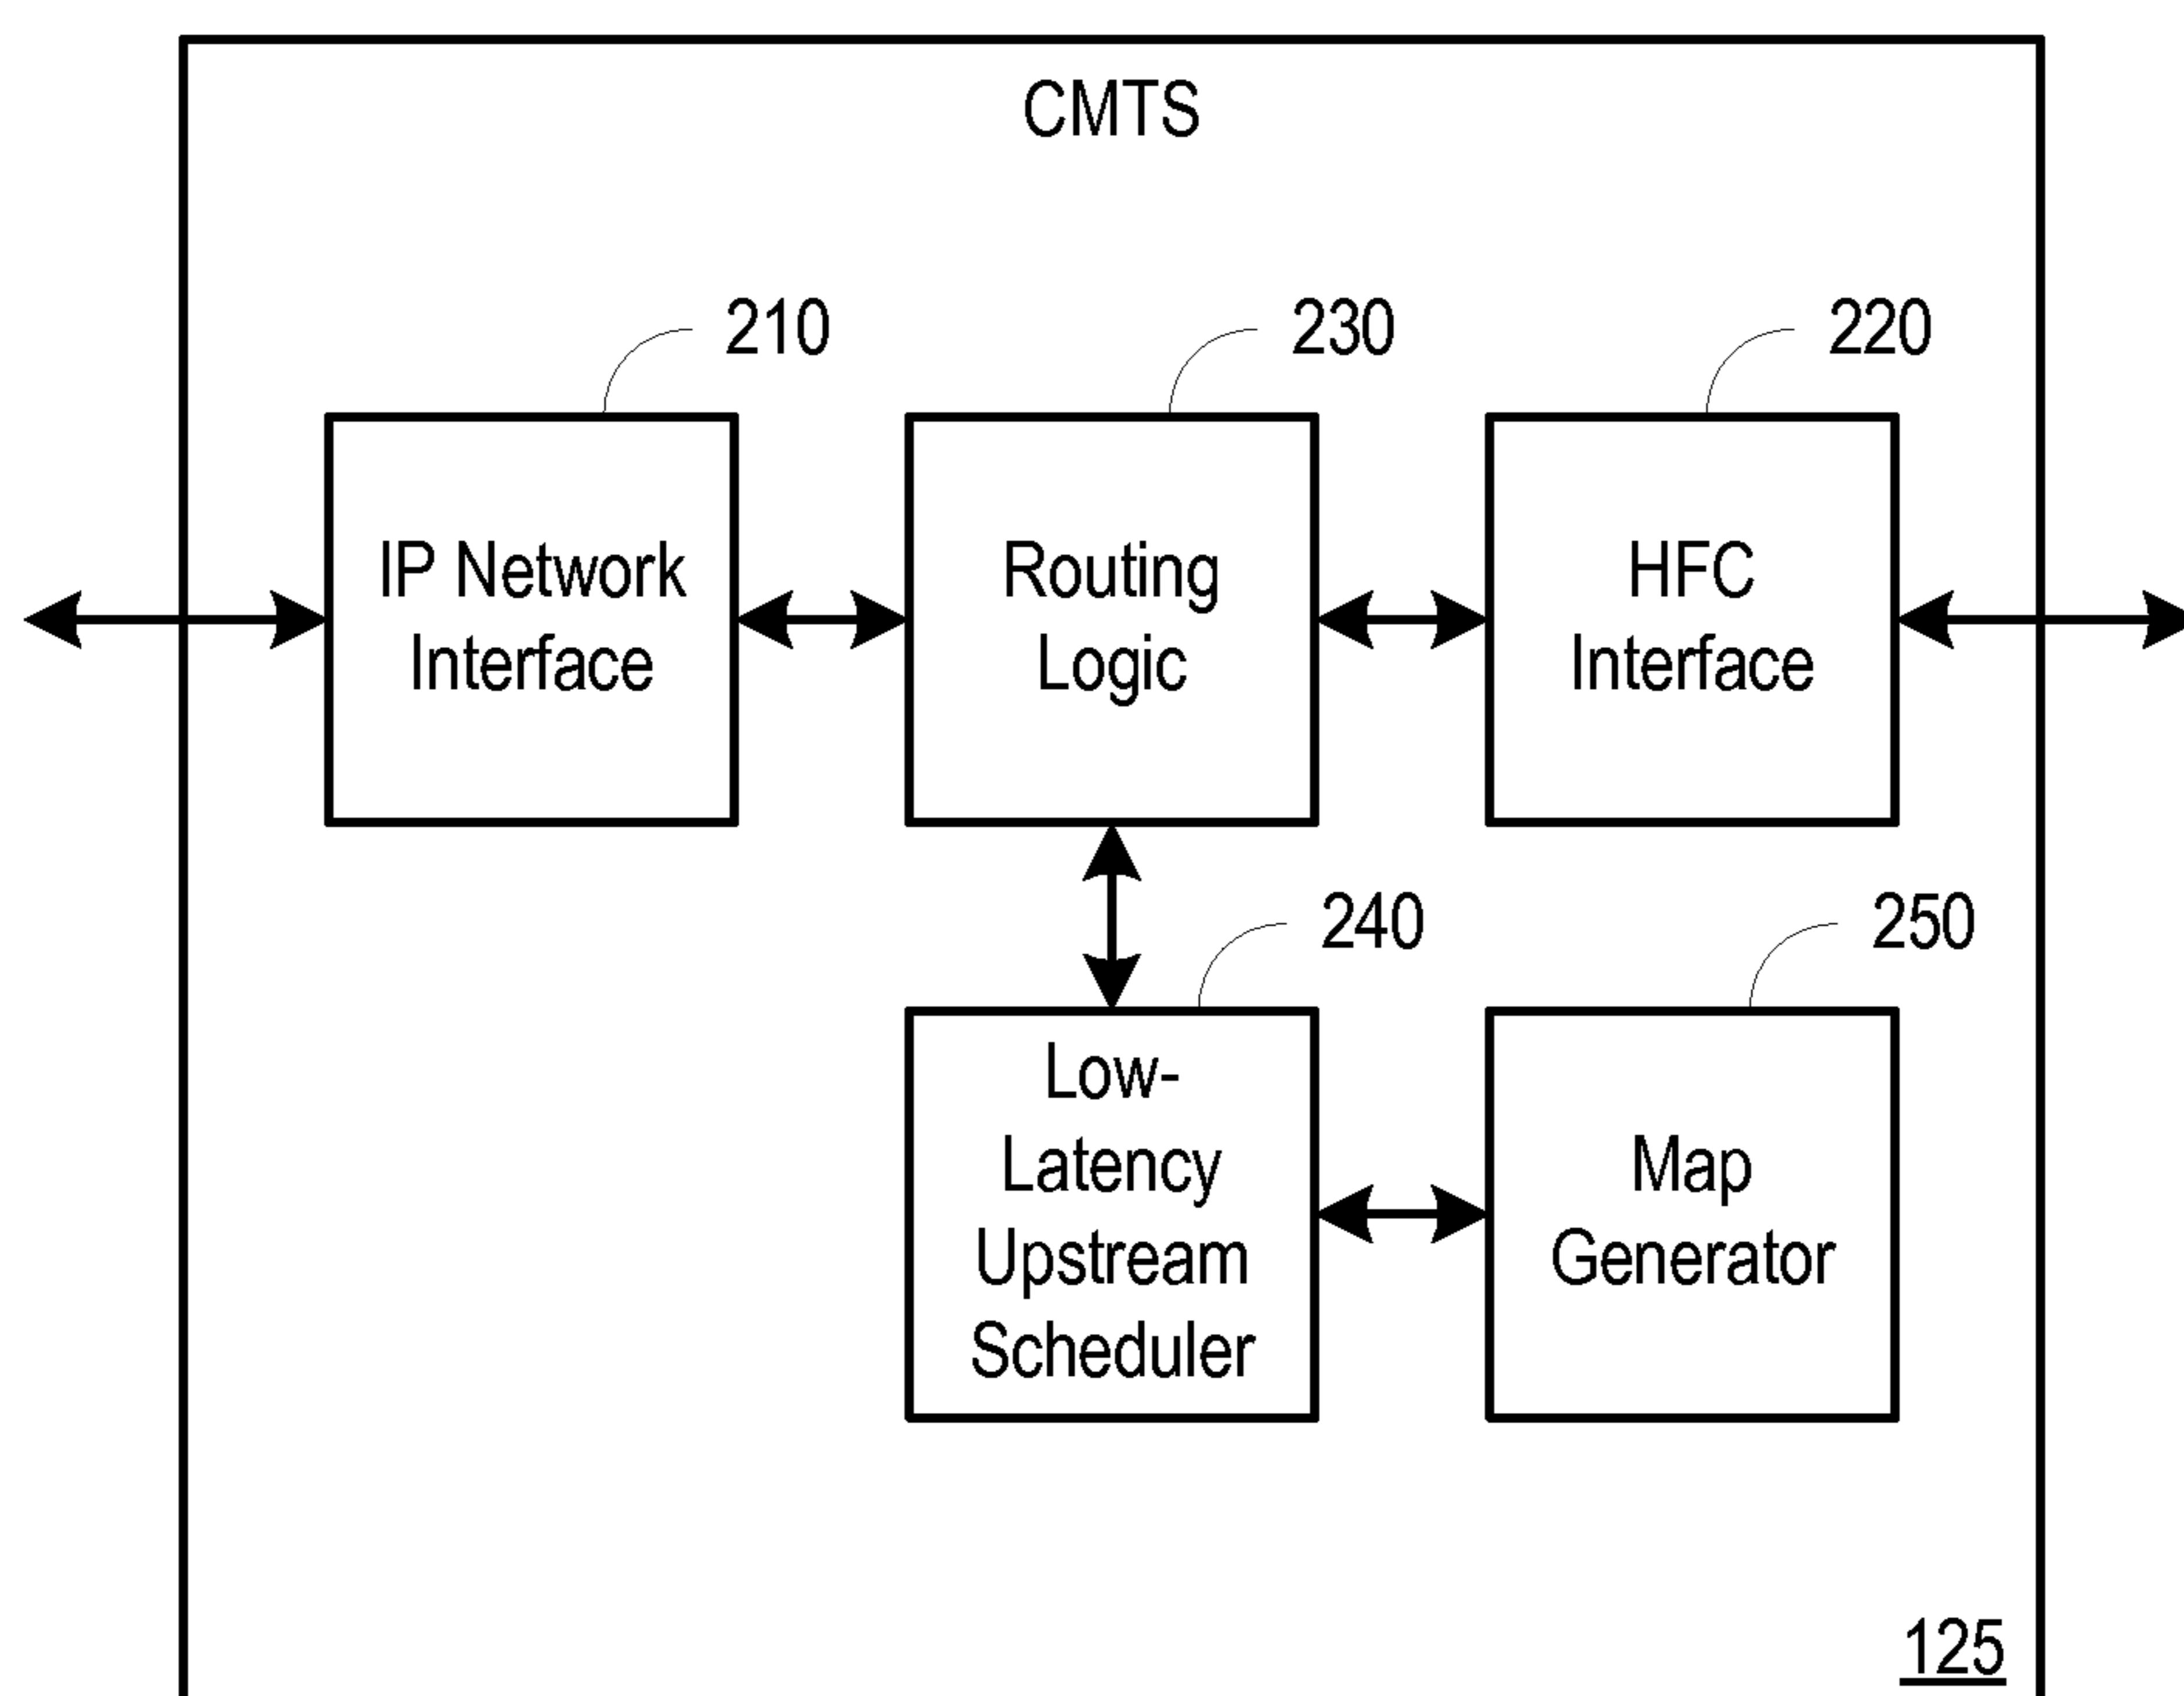 CMTS
210
230
220
IP Network
Interface
Routing
Logic
HFC
Interface
240
250
Low-
Latency
Upstream
Scheduler
Map
Generator
125